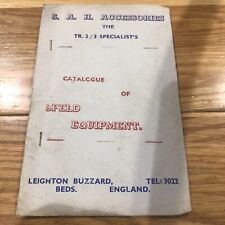 S. A. H. ACCESSORIES
THE
TR. 2/3 SPECIALIST'S
CATALOGUE
OF
SPEED
EQUIPMENT.
LEIGHTON BUZZARD, TEL: 3022
BEDS. ENGLAND.